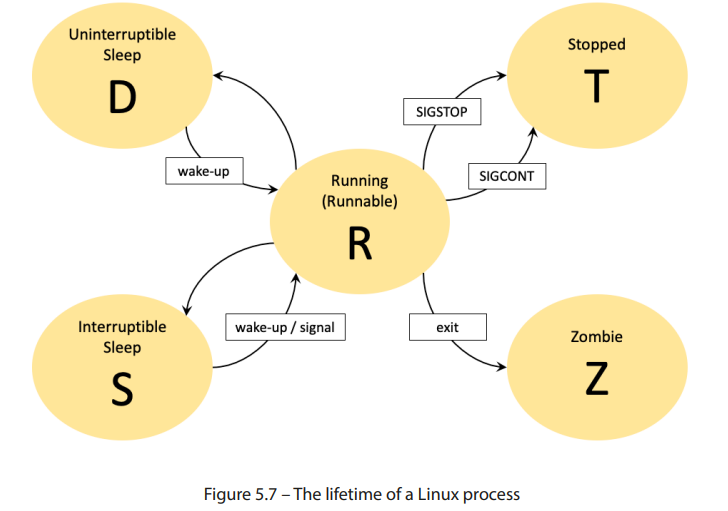 Uninterruptible
Sleep
D
Stopped
T
SIGSTOP
SIGCONT
wake-up
Running
(Runnable)
R
Interruptible
Sleep
S
wake-up / signal
exit
Zombie
Z
Figure 5.7 – The lifetime of a Linux process